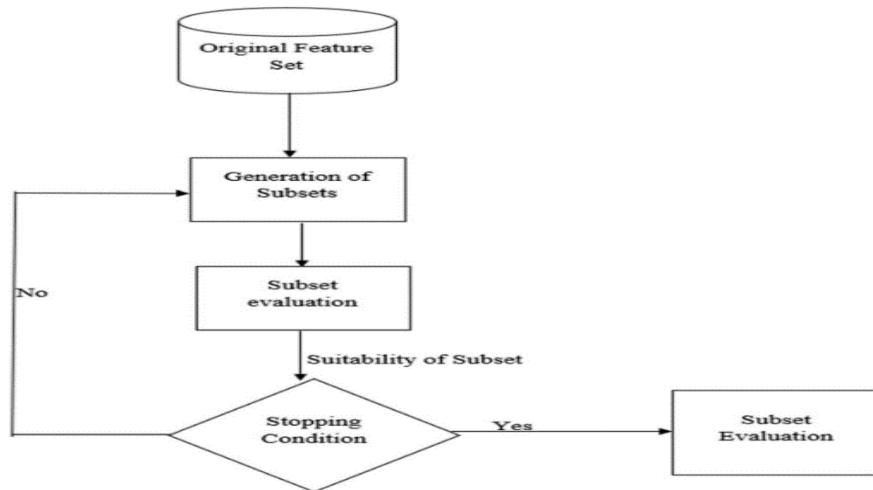 Original Feature
Set
Generation of
Subsets
Subset
evaluation
No
Suitability of Subset
Stopping
Condition
Yes
Subset
Evaluation